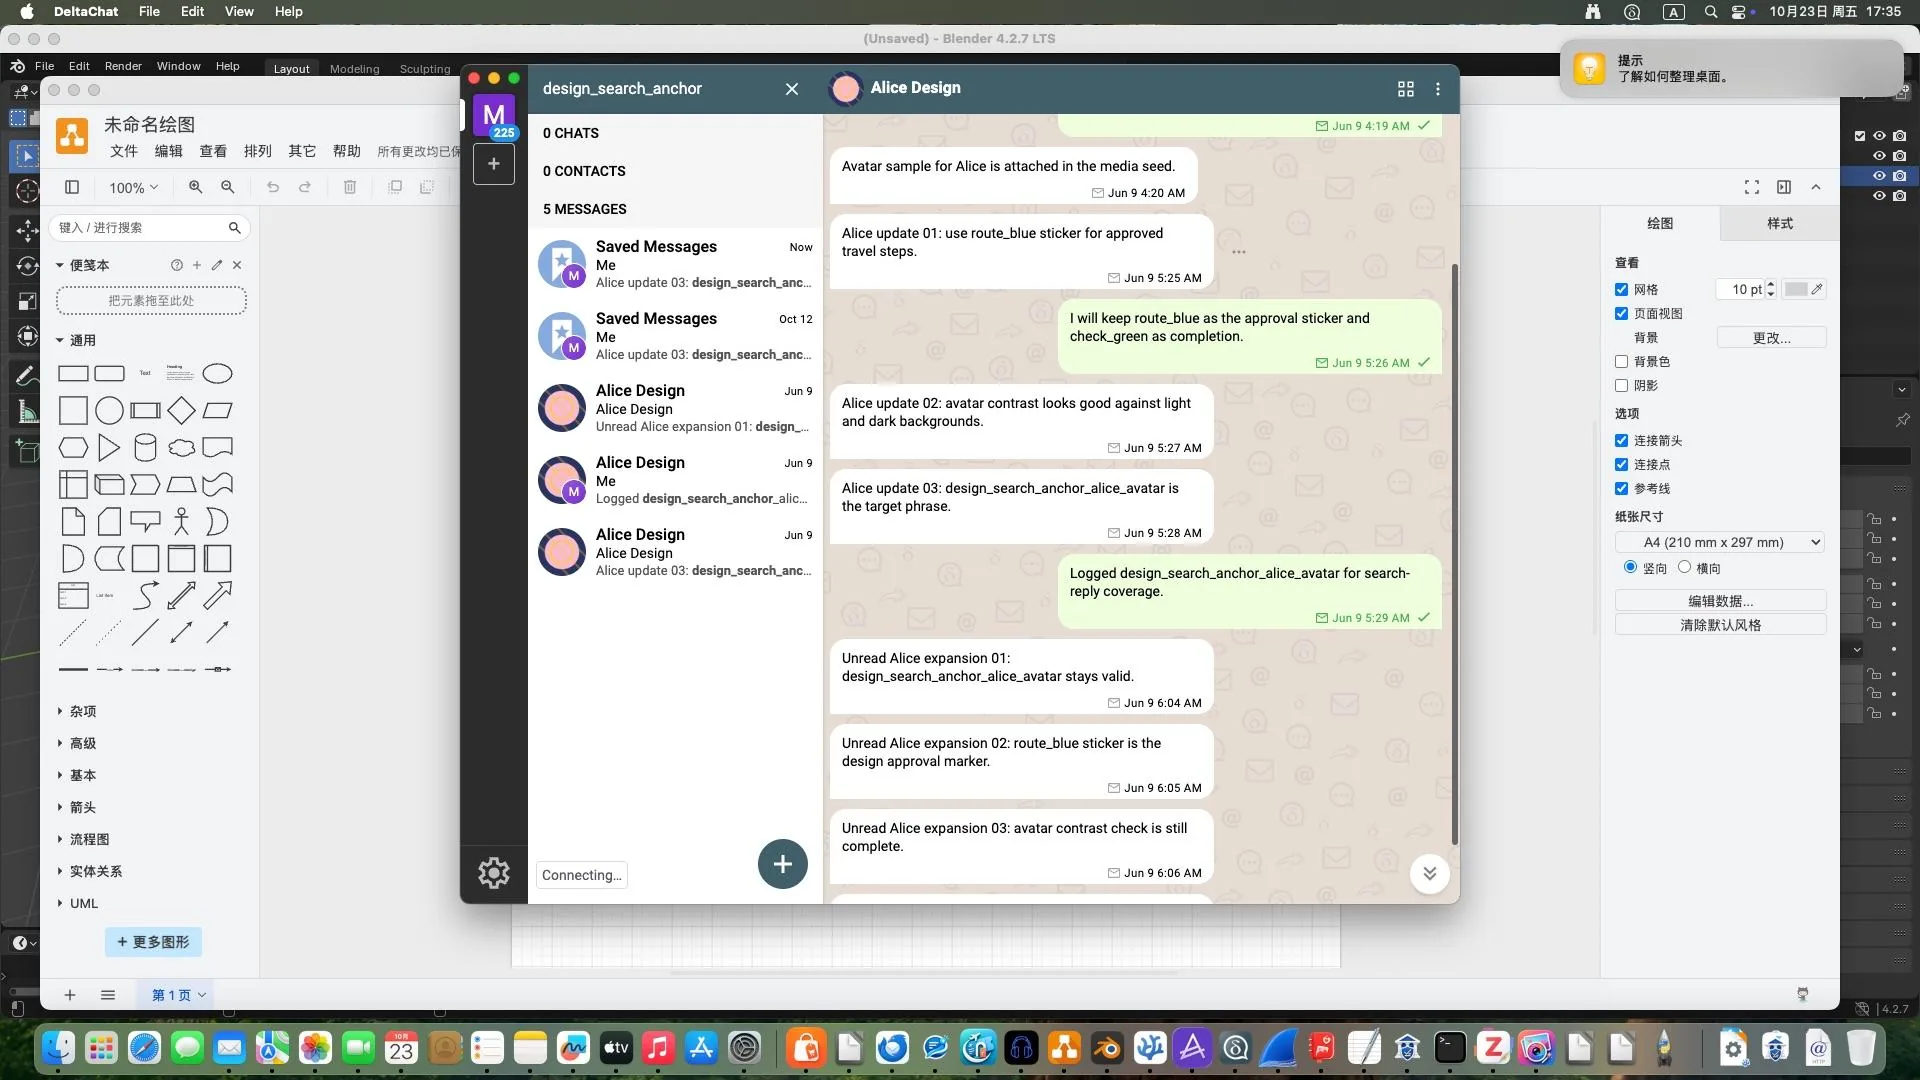 DeltaChat File Edit View Help
A 10月23日 周五 17:35
(Unsaved) - Blender 4.2.7 LTS
File Edit Render Window Help Layout Modeling Sculpting
提示
了解如何整理桌面。
未命名绘图
文件 编辑 查看 排列 其它 帮助 所有更改均已保
100%
键入 / 进行搜索
便笺本
把元素拖至此处
通用
Text
Heading
List Item
杂项
高级
基本
箭头
流程图
实体关系
UML
+ 更多图形
第 1 页
M
225
+
design_search_anchor
0 CHATS
0 CONTACTS
5 MESSAGES
Saved Messages Now
Me
M
Alice update 03: design_search_anc...
Saved Messages Oct 12
Me
M
Alice update 03: design_search_anc...
Alice Design Jun 9
Alice Design
Unread Alice expansion 01: design_...
Alice Design Jun 9
Me
M
Logged design_search_anchor_alic...
Alice Design Jun 9
Alice Design
Alice update 03: design_search_anc...
Connecting...
Alice Design
Jun 9 4:19 AM
Avatar sample for Alice is attached in the media seed.
Jun 9 4:20 AM
Alice update 01: use route_blue sticker for approved
travel steps.
Jun 9 5:25 AM
I will keep route_blue as the approval sticker and
check_green as completion.
Jun 9 5:26 AM
Alice update 02: avatar contrast looks good against light
and dark backgrounds.
Jun 9 5:27 AM
Alice update 03: design_search_anchor_alice_avatar is
the target phrase.
Jun 9 5:28 AM
Logged design_search_anchor_alice_avatar for search-
reply coverage.
Jun 9 5:29 AM
Unread Alice expansion 01:
design_search_anchor_alice_avatar stays valid.
Jun 9 6:04 AM
Unread Alice expansion 02: route_blue sticker is the
design approval marker.
Jun 9 6:05 AM
Unread Alice expansion 03: avatar contrast check is still
complete.
Jun 9 6:06 AM
绘图 样式
查看
网格 10 pt
页面视图
背景 更改...
背景色
阴影
选项
连接箭头
连接点
参考线
纸张尺寸
A4 (210 mm x 297 mm)
竖向 横向
编辑数据...
清除默认风格
4.2.7
10月
23
tv